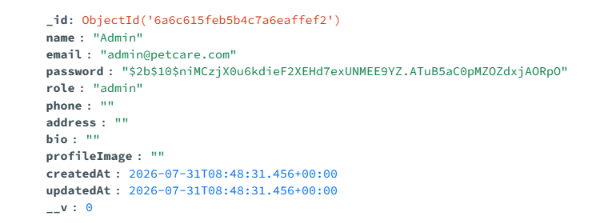 _id: ObjectId('6a6c615feb5b4c7a6eaffef2')
name : "Admin"
email : "admin@petcare.com"
password : "$2b$10$niMCzjX0u6kdieF2XEHd7exUNMEE9YZ.ATuB5aC0pMZOZdxjAORpO"
role : "admin"
phone : ""
address : ""
bio : ""
profileImage : ""
createdAt : 2026-07-31T08:48:31.456+00:00
updatedAt : 2026-07-31T08:48:31.456+00:00
__v : 0